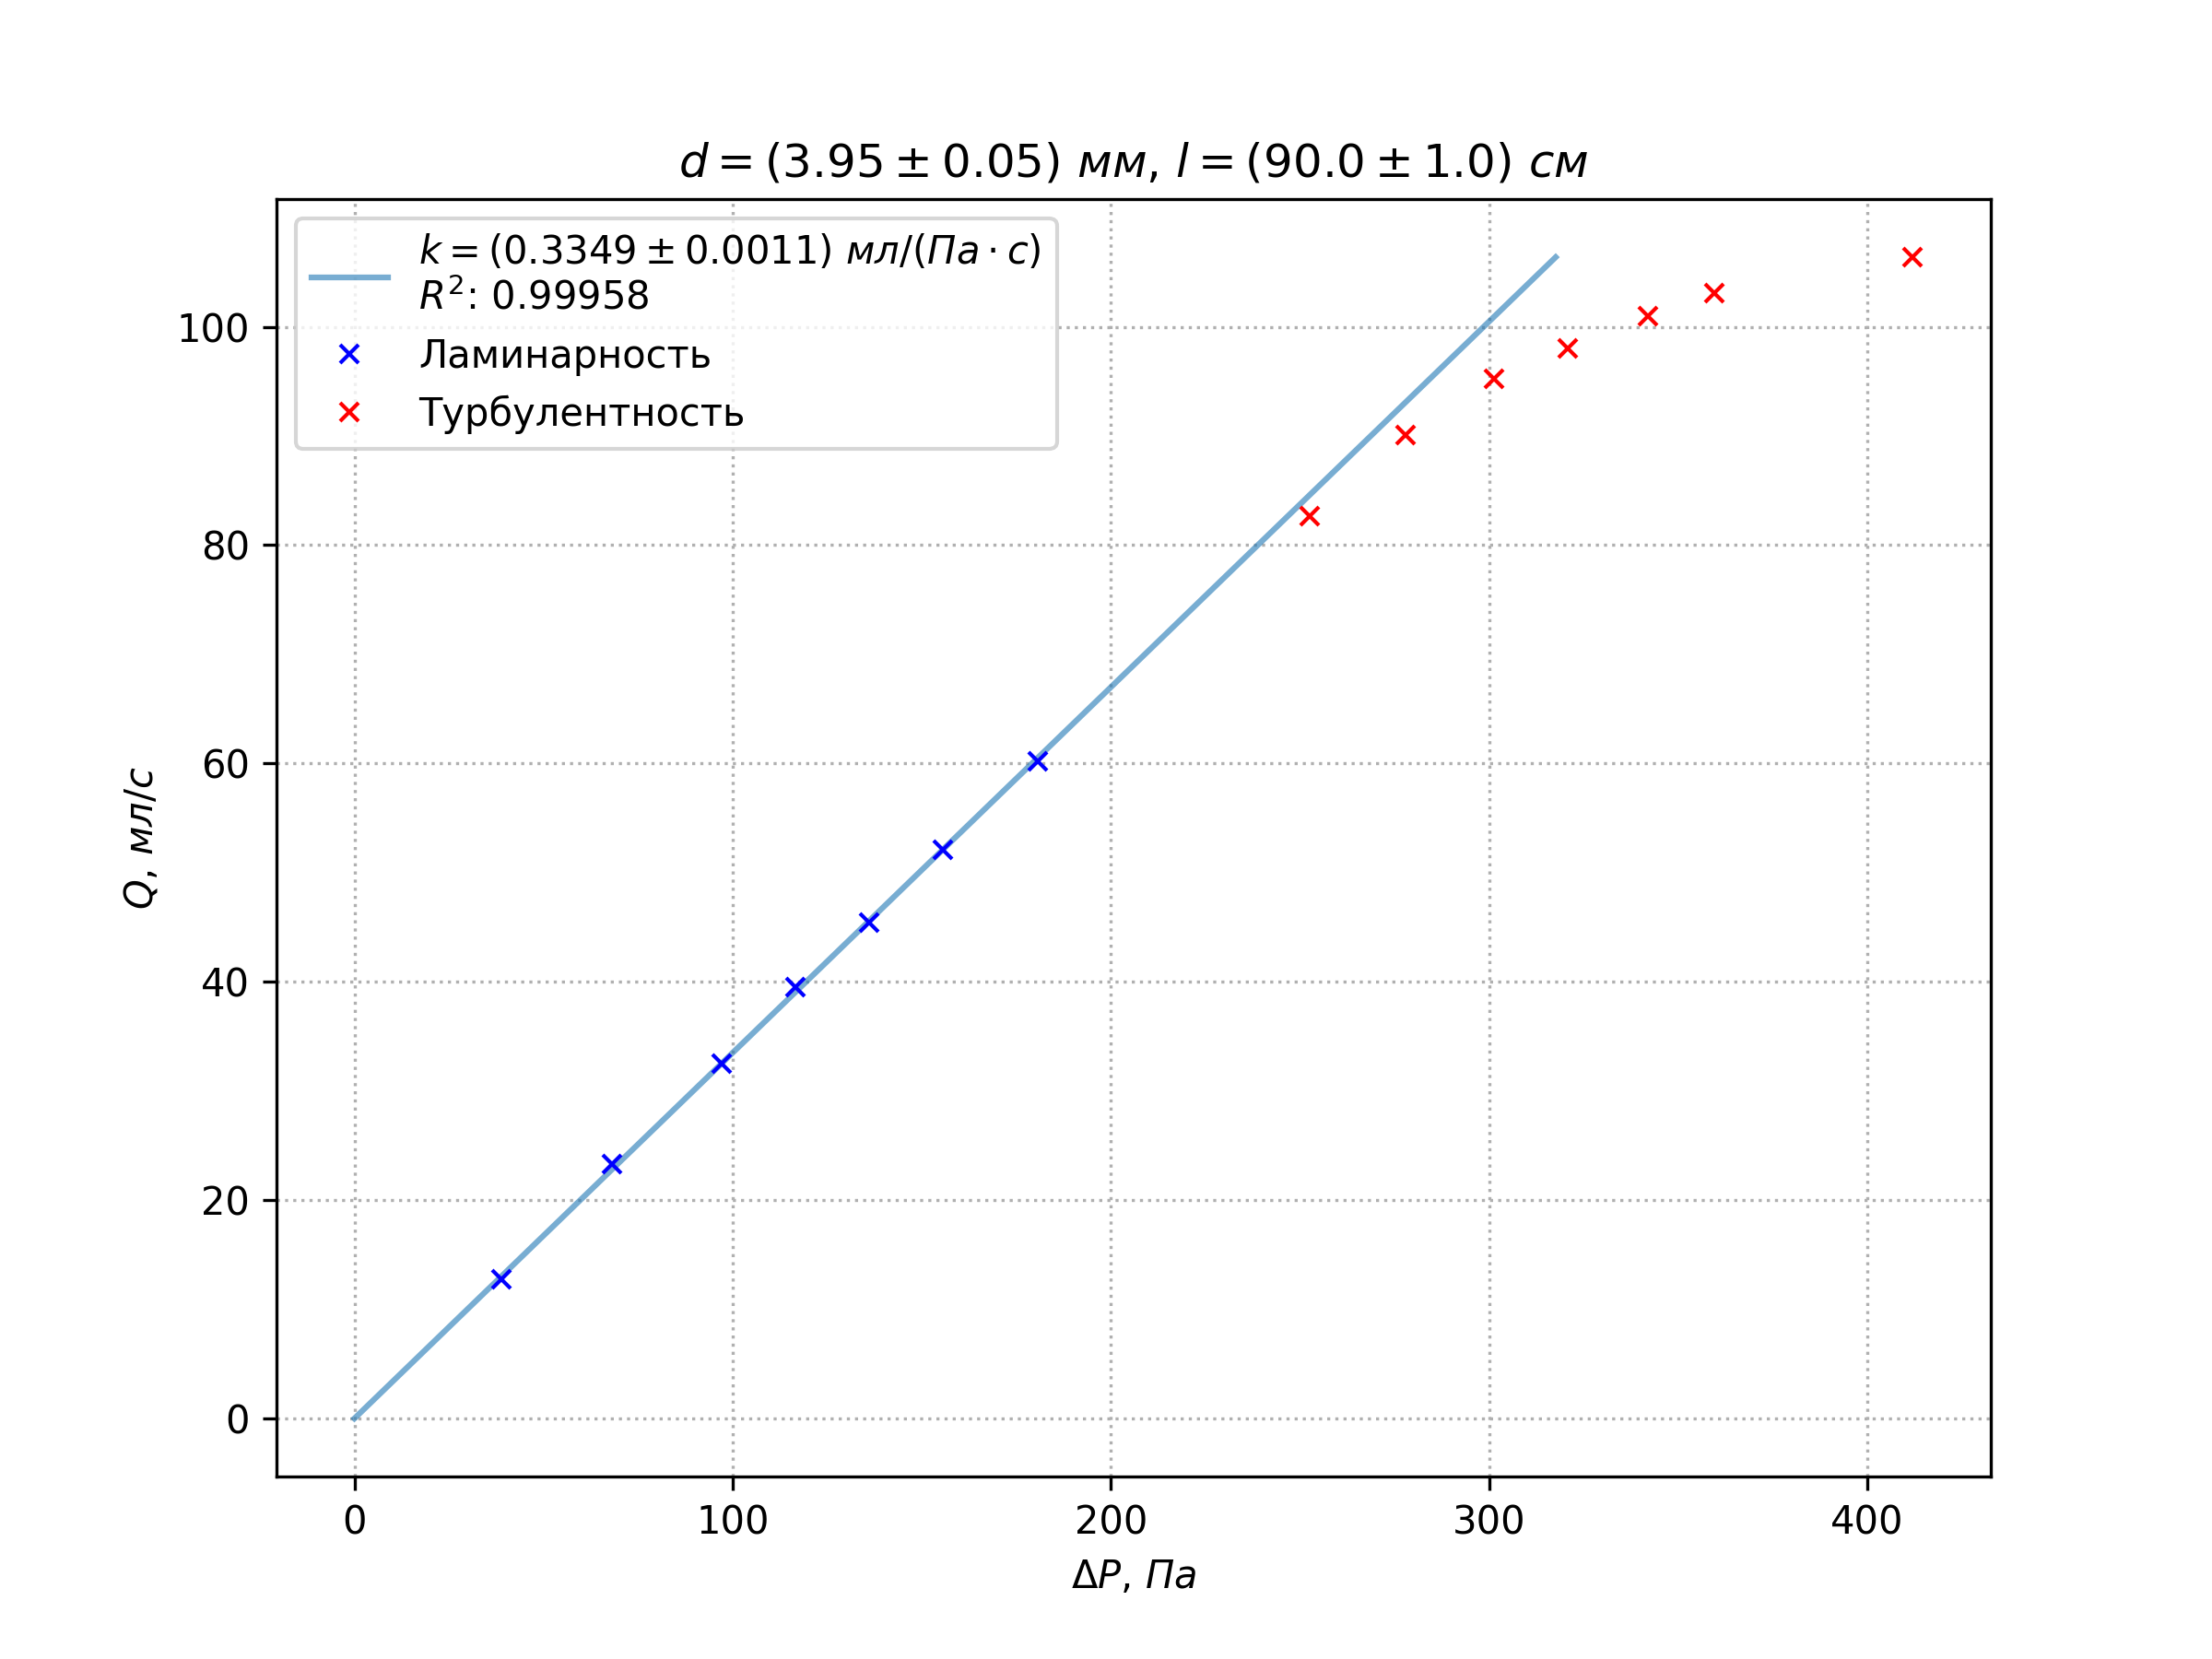 d = (3.95 ± 0.05) мм, l = (90.0 ± 1.0) см
k = (0.3349 ± 0.0011) мл/(Па · с)
R²: 0.99958
Ламинарность
Турбулентность
100
80
60
40
20
0
Q, мл/с
0 100 200 300 400
ΔP, Па